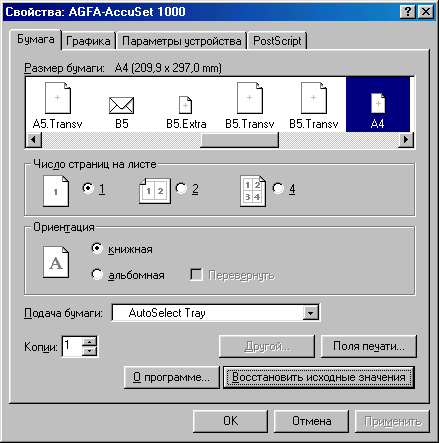 Свойства: AGFA-AccuSet 1000
Бумага Графика Параметры устройства PostScript
Размер бумаги: A4 (209,9 x 297,0 mm)
A5.Transv B5 B5.Extra B5.Transv B5.Transv A4
Число страниц на листе
1 1 1 2 2 1 2 3 4 4
Ориентация
A книжная
альбомная Перевернуть
Подача бумаги: AutoSelect Tray
Копии: 1 Другой... Поля печати...
О программе... Восстановить исходные значения
OK Отмена Применить